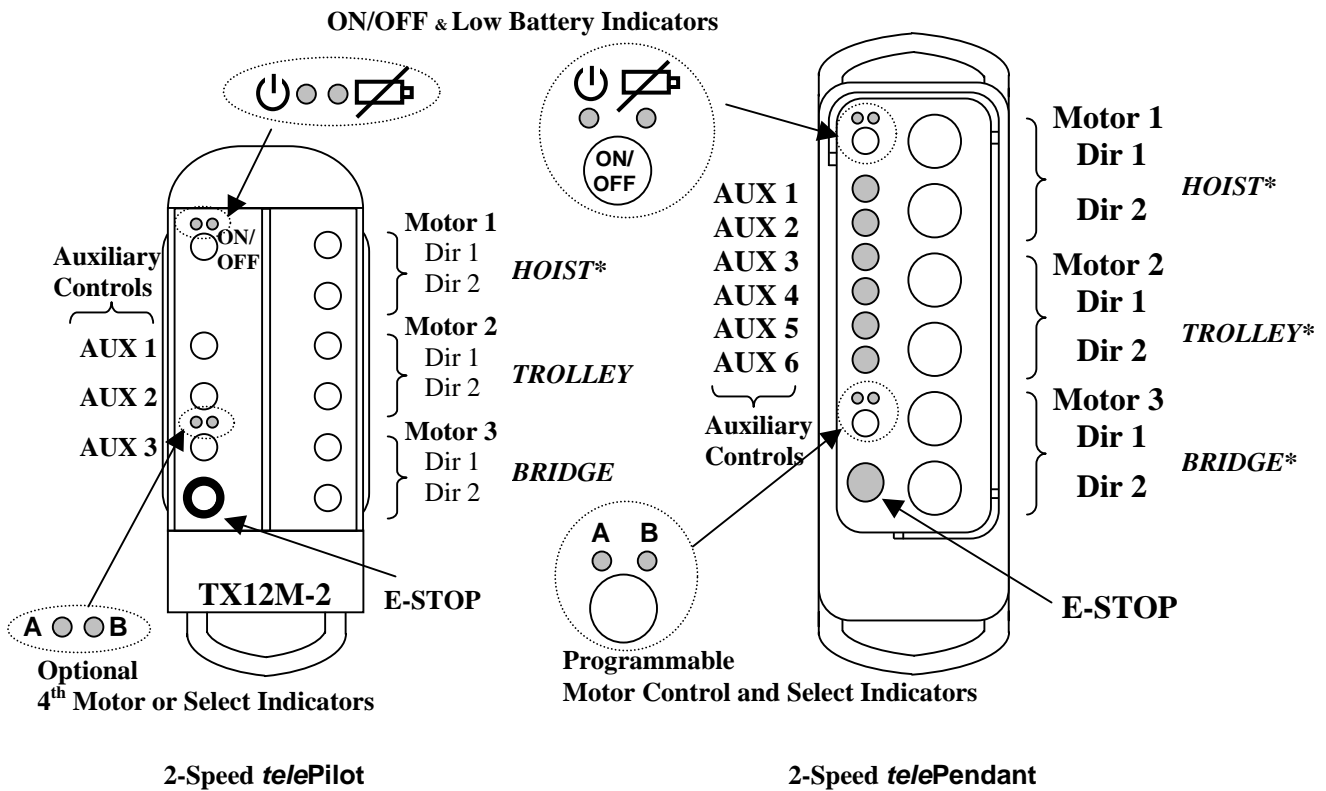 ON/OFF & Low Battery Indicators
ON/
OFF
Auxiliary
Controls
AUX 1
AUX 2
AUX 3
Motor 1
Dir 1
Dir 2
HOIST*
Motor 2
Dir 1
Dir 2
TROLLEY
Motor 3
Dir 1
Dir 2
BRIDGE
TX12M-2
E-STOP
A B
Optional
4th Motor or Select Indicators
2-Speed telePilot
ON/
OFF
AUX 1
AUX 2
AUX 3
AUX 4
AUX 5
AUX 6
Auxiliary
Controls
Motor 1
Dir 1
Dir 2
HOIST*
Motor 2
Dir 1
Dir 2
TROLLEY*
Motor 3
Dir 1
Dir 2
BRIDGE*
A B
E-STOP
Programmable
Motor Control and Select Indicators
2-Speed telePendant